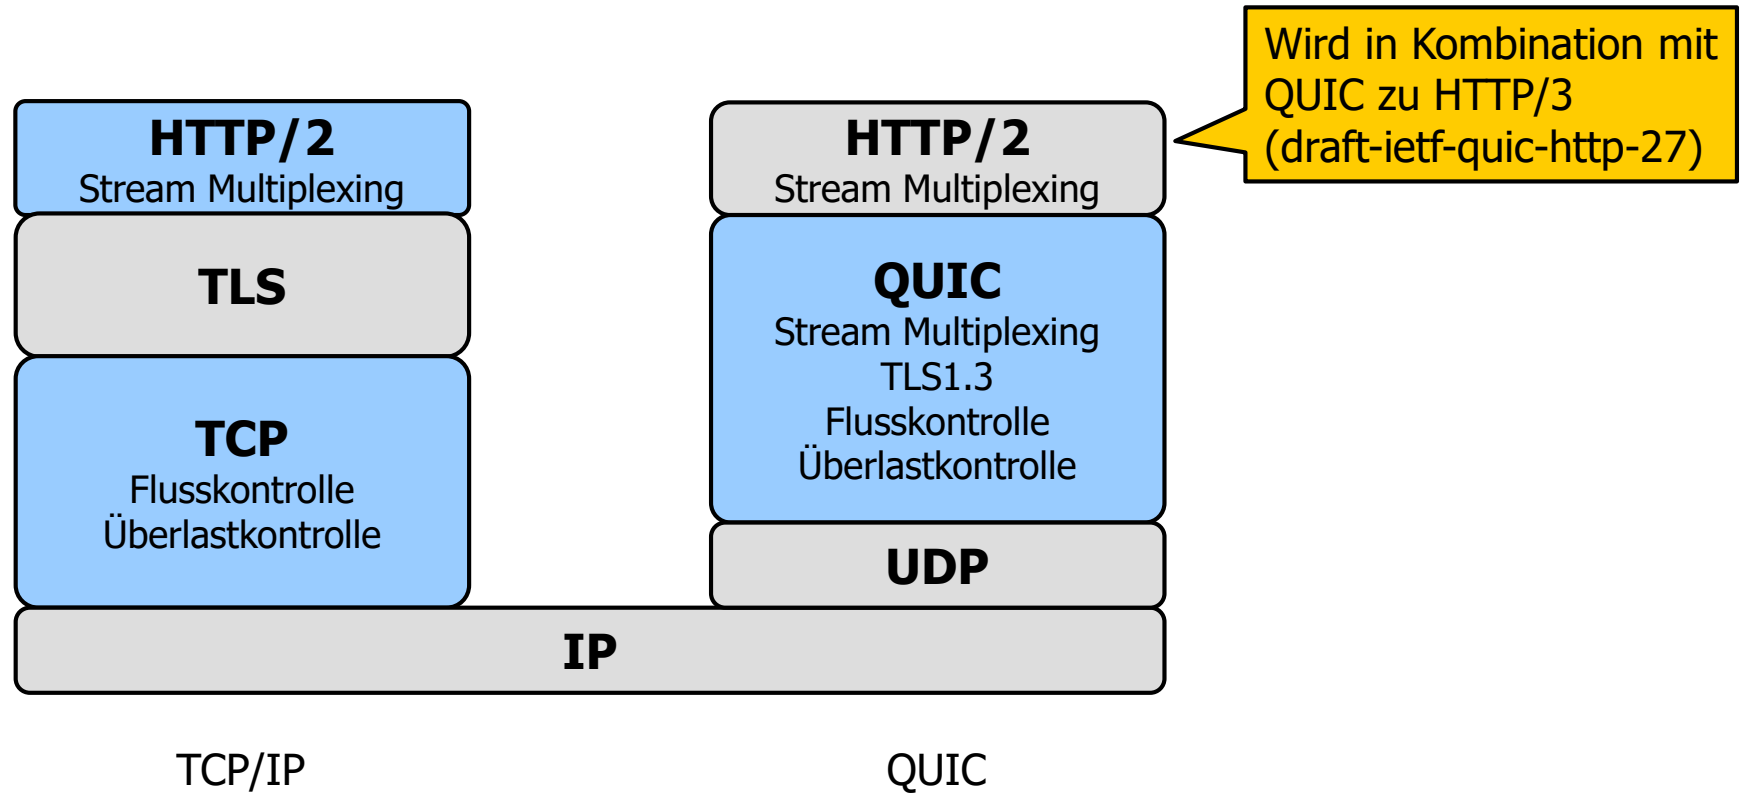 HTTP/2
Stream Multiplexing
TLS
TCP
Flusskontrolle
Überlastkontrolle
HTTP/2
Stream Multiplexing
QUIC
Stream Multiplexing
TLS1.3
Flusskontrolle
Überlastkontrolle
UDP
IP
Wird in Kombination mit
QUIC zu HTTP/3
(draft-ietf-quic-http-27)
TCP/IP
QUIC